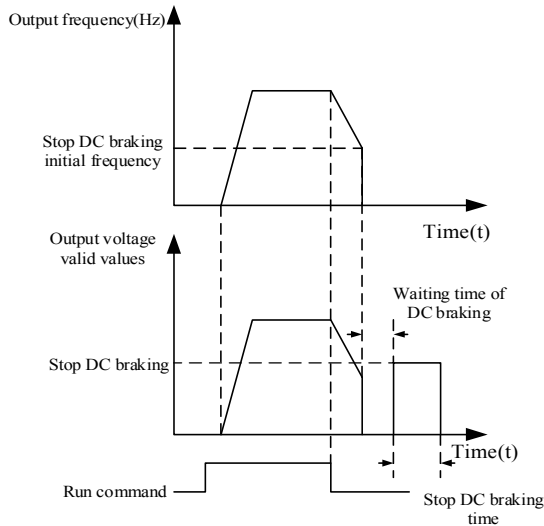 Output frequency(Hz)
Stop DC braking
initial frequency
Time(t)
Output voltage
valid values
Waiting time of
DC braking
Stop DC braking
Time(t)
Run command
Stop DC braking
time